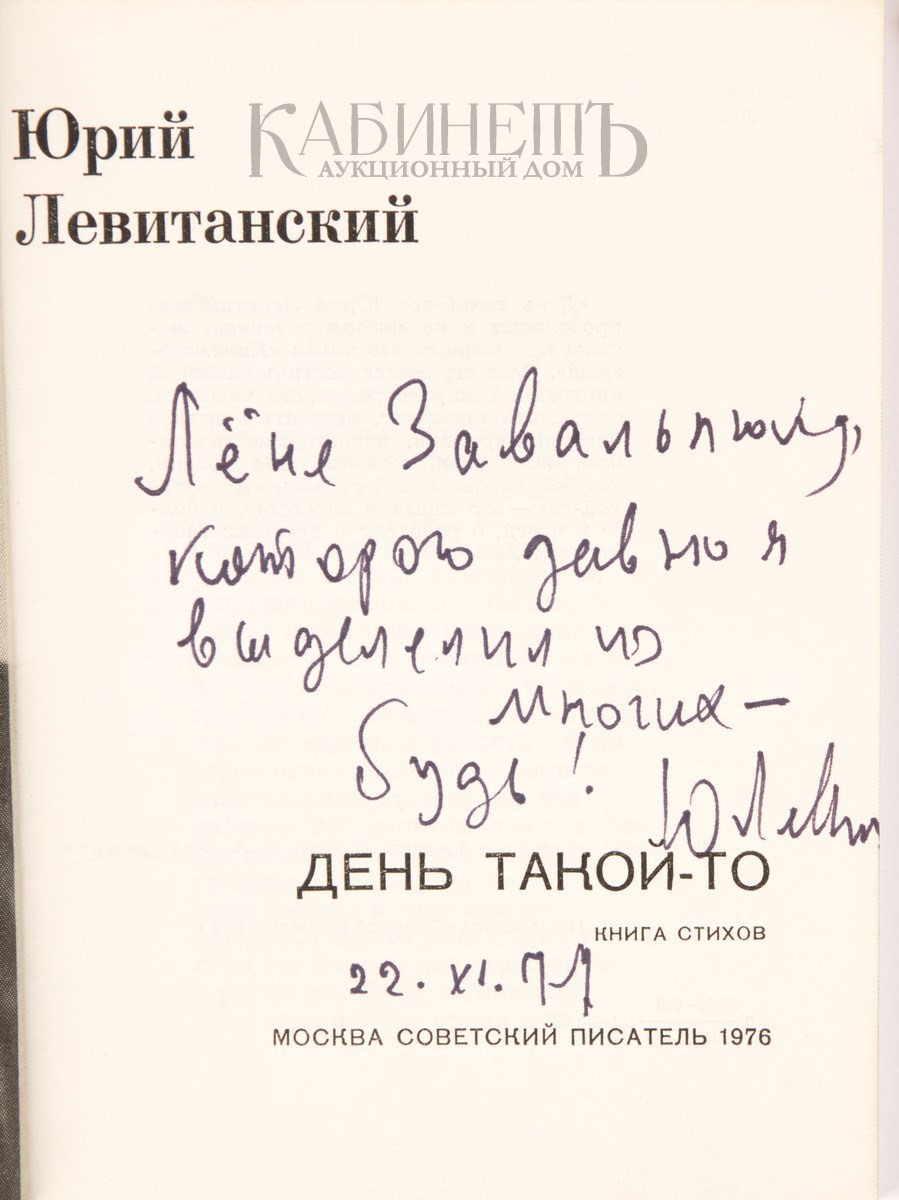 КАБИНЕТЪ
АУКЦИОННЫЙ ДОМ
Юрий
Левитанский
Лёне Завальнюку,
которого давно я
выделил из
многих —
будь!
ЮЛеви
ДЕНЬ ТАКОЙ-ТО
КНИГА СТИХОВ
22.XI.77
МОСКВА СОВЕТСКИЙ ПИСАТЕЛЬ 1976